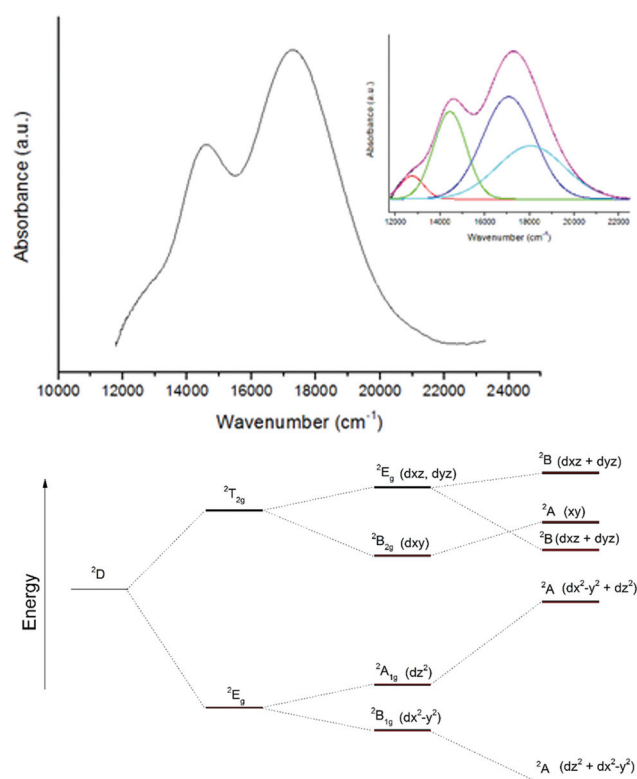 Absorbance (a.u.)
10000 12000 14000 16000 18000 20000 22000 24000
Wavenumber (cm⁻¹)
Absorbance (a.u.)
12000 14000 16000 18000 20000 22000
Wavenumber (cm⁻¹)
Energy
²D
²T₂g
²Eg
²Eg (dxz, dyz)
²B₂g (dxy)
²A₁g (dz²)
²B₁g (dx²-y²)
²B (dxz + dyz)
²A (xy)
²B (dxz + dyz)
²A (dx²-y² + dz²)
²A (dz² + dx²-y²)